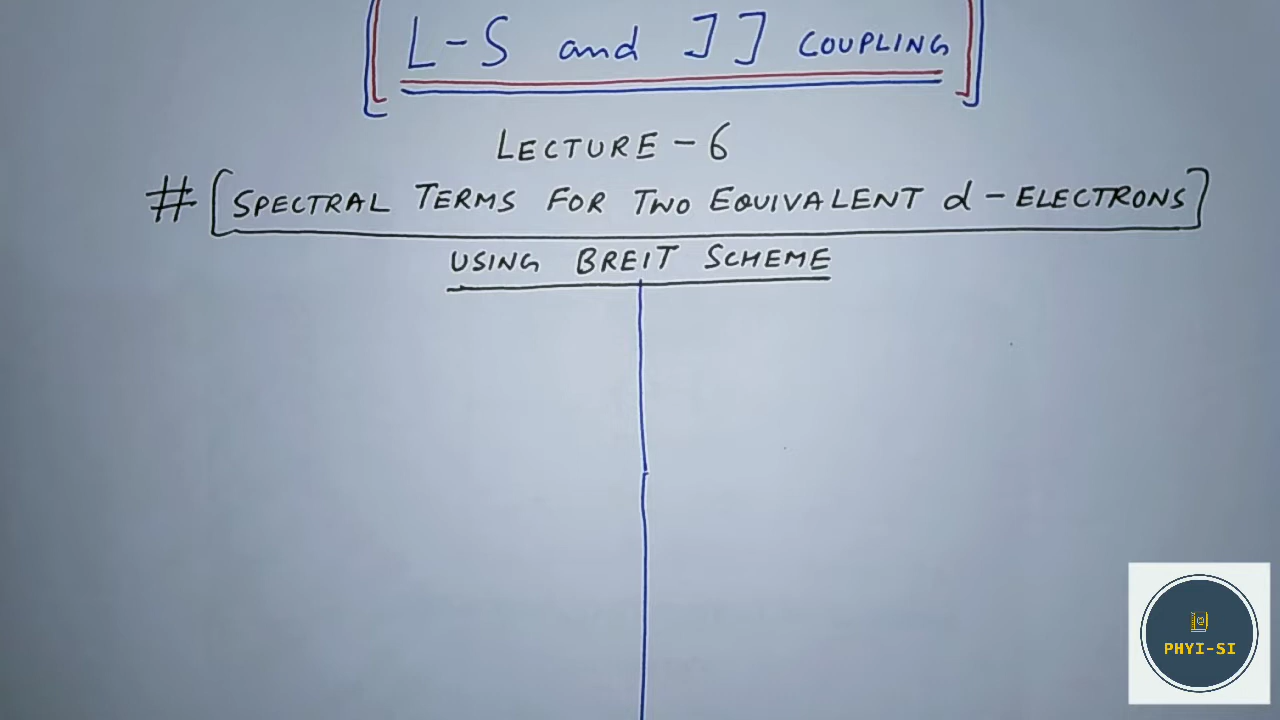 L-S and JJ COUPLING
LECTURE - 6
# [SPECTRAL TERMS FOR TWO EQUIVALENT d - ELECTRONS]
USING BREIT SCHEME
PHYI-SI